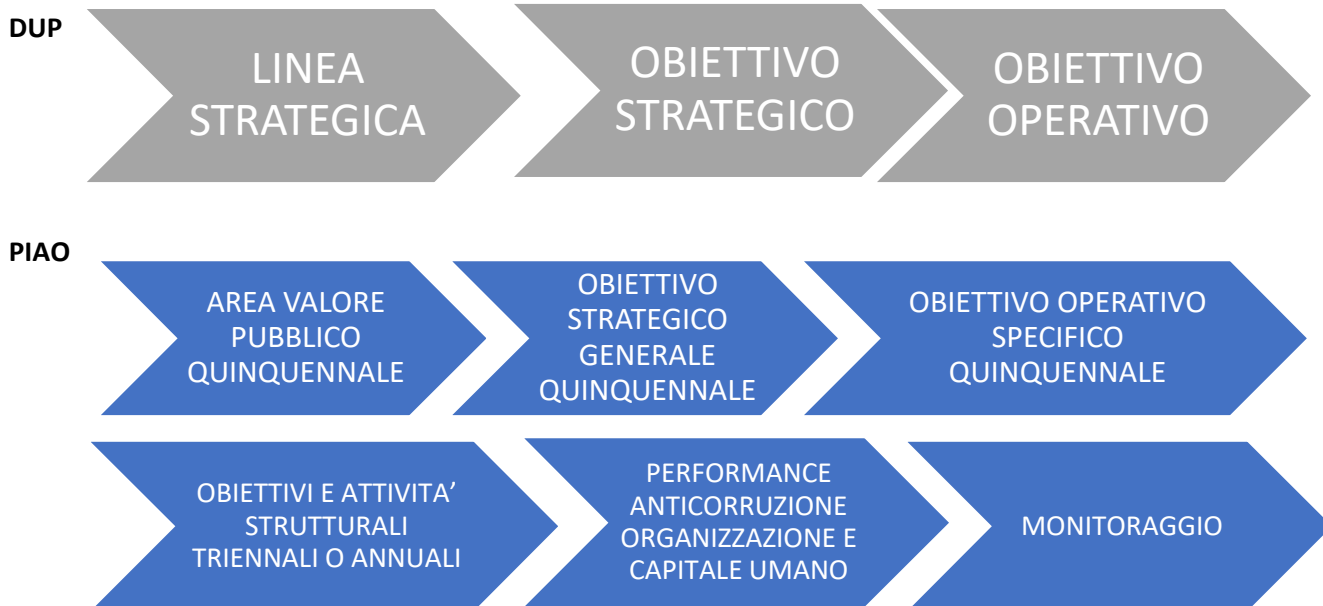 DUP
LINEA
STRATEGICA
OBIETTIVO
STRATEGICO
OBIETTIVO
OPERATIVO
PIAO
AREA VALORE
PUBBLICO
QUINQUENNALE
OBIETTIVO
STRATEGICO
GENERALE
QUINQUENNALE
OBIETTIVO OPERATIVO
SPECIFICO
QUINQUENNALE
OBIETTIVI E ATTIVITA’
STRUTTURALI
TRIENNALI O ANNUALI
PERFORMANCE
ANTICORRUZIONE
ORGANIZZAZIONE E
CAPITALE UMANO
MONITORAGGIO